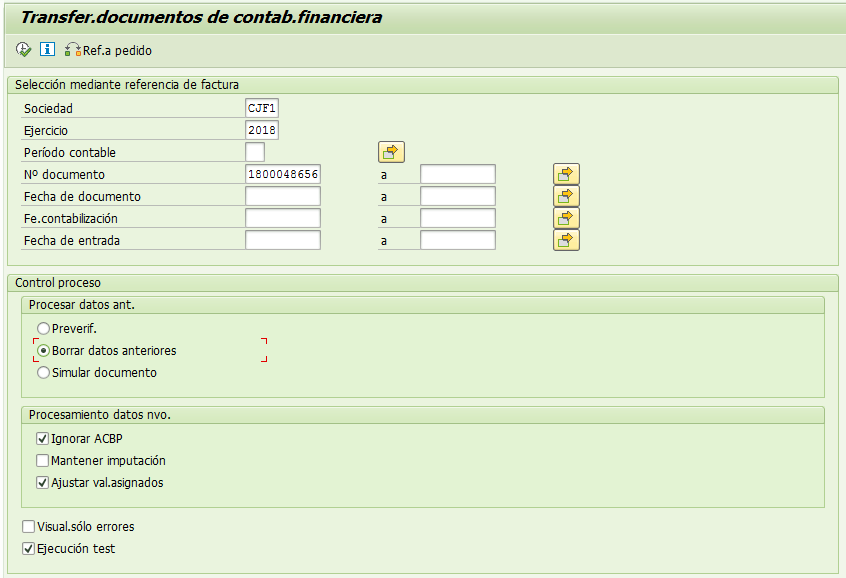 Transfer.documentos de contab.financiera
Ref.a pedido
Selección mediante referencia de factura
Sociedad CJF1
Ejercicio 2018
Período contable
Nº documento 1800048656 a
Fecha de documento a
Fe.contabilización a
Fecha de entrada a
Control proceso
Procesar datos ant.
Preverif.
Borrar datos anteriores
Simular documento
Procesamiento datos nvo.
Ignorar ACBP
Mantener imputación
Ajustar val.asignados
Visual.sólo errores
Ejecución test